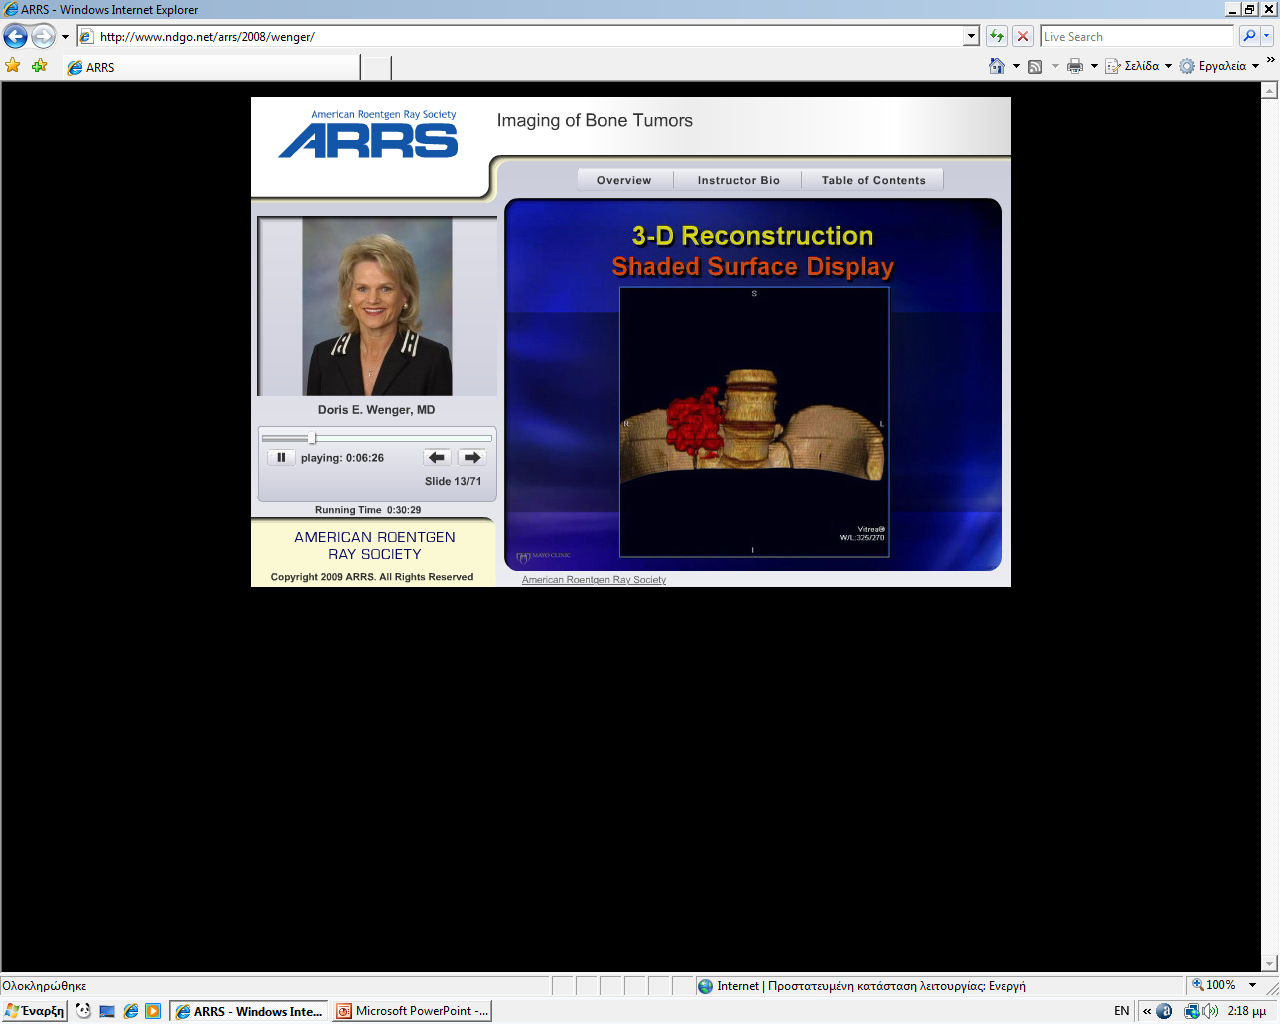 ARRS - Windows Internet Explorer
http://www.ndgo.net/arrs/2008/wenger/
Live Search
ARRS
Σελίδα
Εργαλεία
»
American Roentgen Ray Society
ARRS
Imaging of Bone Tumors
Overview
Instructor Bio
Table of Contents
Doris E. Wenger, MD
playing: 0:06:26
Slide 13/71
Running Time 0:30:29
AMERICAN ROENTGEN
RAY SOCIETY
Copyright 2009 ARRS. All Rights Reserved
3-D Reconstruction
Shaded Surface Display
S
R
L
Vitrea®
W/L:325/270
I
MAYO CLINIC
American Roentgen Ray Society
Ολοκληρώθηκε
Internet | Προστατευμένη κατάσταση λειτουργίας: Ενεργή
100%
Έναρξη
ARRS - Windows Inte...
Microsoft PowerPoint -...
EN
«
2:18 μμ